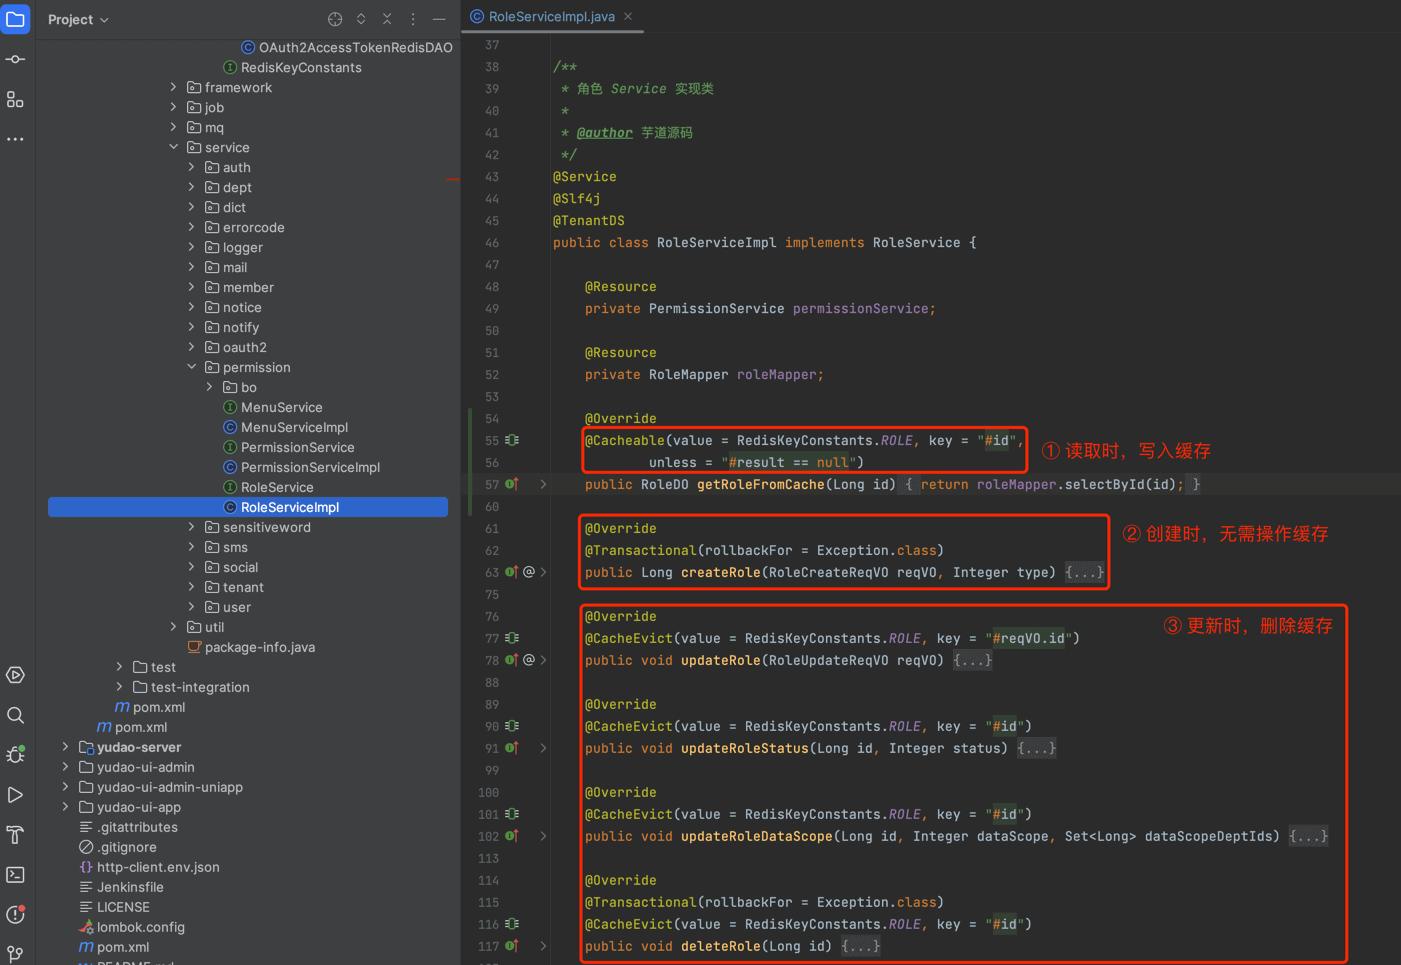 Project
RoleServiceImpl.java
OAuth2AccessTokenRedisDAO
RedisKeyConstants
framework
job
mq
service
auth
dept
dict
errorcode
logger
mail
member
notice
notify
oauth2
permission
bo
MenuService
MenuServiceImpl
PermissionService
PermissionServiceImpl
RoleService
RoleServiceImpl
sensitiveword
sms
social
tenant
user
util
package-info.java
test
test-integration
pom.xml
pom.xml
yudao-server
yudao-ui-admin
yudao-ui-admin-uniapp
yudao-ui-app
.gitattributes
.gitignore
http-client.env.json
Jenkinsfile
LICENSE
lombok.config
pom.xml
37
38 /**
39 * 角色 Service 实现类
40 *
41 * @author 芋道源码
42 */
43 @Service
44 @Slf4j
45 @TenantDS
46 public class RoleServiceImpl implements RoleService {
47
48 @Resource
49 private PermissionService permissionService;
50
51 @Resource
52 private RoleMapper roleMapper;
53
54 @Override
55 @Cacheable(value = RedisKeyConstants.ROLE, key = "#id",
56 unless = "#result == null")
① 读取时，写入缓存
57 public RoleDO getRoleFromCache(Long id) { return roleMapper.selectById(id); }
60
61 @Override
② 创建时，无需操作缓存
62 @Transactional(rollbackFor = Exception.class)
63 public Long createRole(RoleCreateReqVO reqVO, Integer type) {...}
75
76 @Override
③ 更新时，删除缓存
77 @CacheEvict(value = RedisKeyConstants.ROLE, key = "#reqVO.id")
78 public void updateRole(RoleUpdateReqVO reqVO) {...}
88
89 @Override
90 @CacheEvict(value = RedisKeyConstants.ROLE, key = "#id")
91 public void updateRoleStatus(Long id, Integer status) {...}
99
100 @Override
101 @CacheEvict(value = RedisKeyConstants.ROLE, key = "#id")
102 public void updateRoleDataScope(Long id, Integer dataScope, Set<Long> dataScopeDeptIds) {...}
113
114 @Override
115 @Transactional(rollbackFor = Exception.class)
116 @CacheEvict(value = RedisKeyConstants.ROLE, key = "#id")
117 public void deleteRole(Long id) {...}